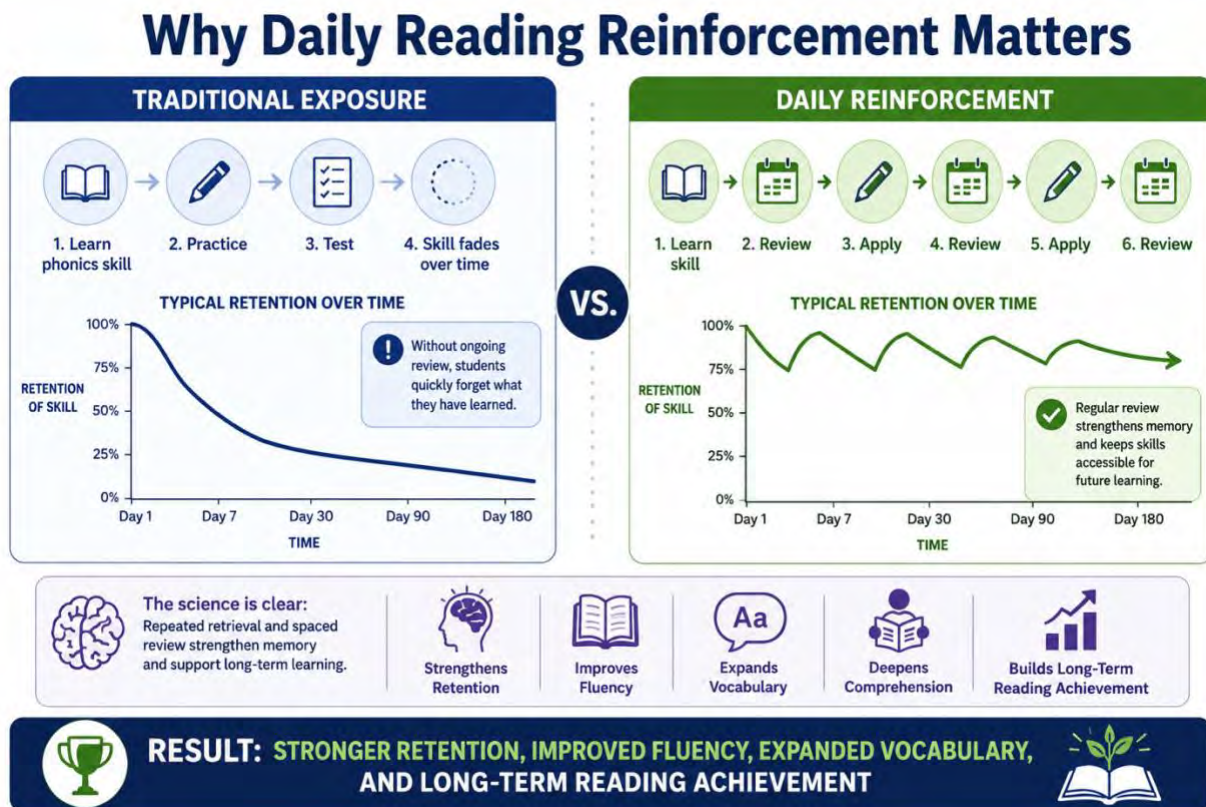 Why Daily Reading Reinforcement Matters
TRADITIONAL EXPOSURE
1. Learn
phonics skill
2. Practice
3. Test
4. Skill fades
over time
TYPICAL RETENTION OVER TIME
100%
75%
50%
25%
0%
RETENTION
OF SKILL
!
Without ongoing
review, students
quickly forget what
they have learned.
Day 1
Day 7
Day 30
Day 90
Day 180
TIME
VS.
DAILY REINFORCEMENT
1. Learn
skill
2. Review
3. Apply
4. Review
5. Apply
6. Review
TYPICAL RETENTION OVER TIME
100%
75%
50%
25%
0%
RETENTION
OF SKILL
Regular review
strengthens memory
and keeps skills
accessible for
future learning.
Day 1
Day 7
Day 30
Day 90
Day 180
TIME
The science is clear:
Repeated retrieval and spaced
review strengthen memory
and support long-term learning.
Strengthens
Retention
Improves
Fluency
Aa
Expands
Vocabulary
Deepens
Comprehension
Builds Long-Term
Reading Achievement
RESULT: STRONGER RETENTION, IMPROVED FLUENCY, EXPANDED VOCABULARY,
AND LONG-TERM READING ACHIEVEMENT